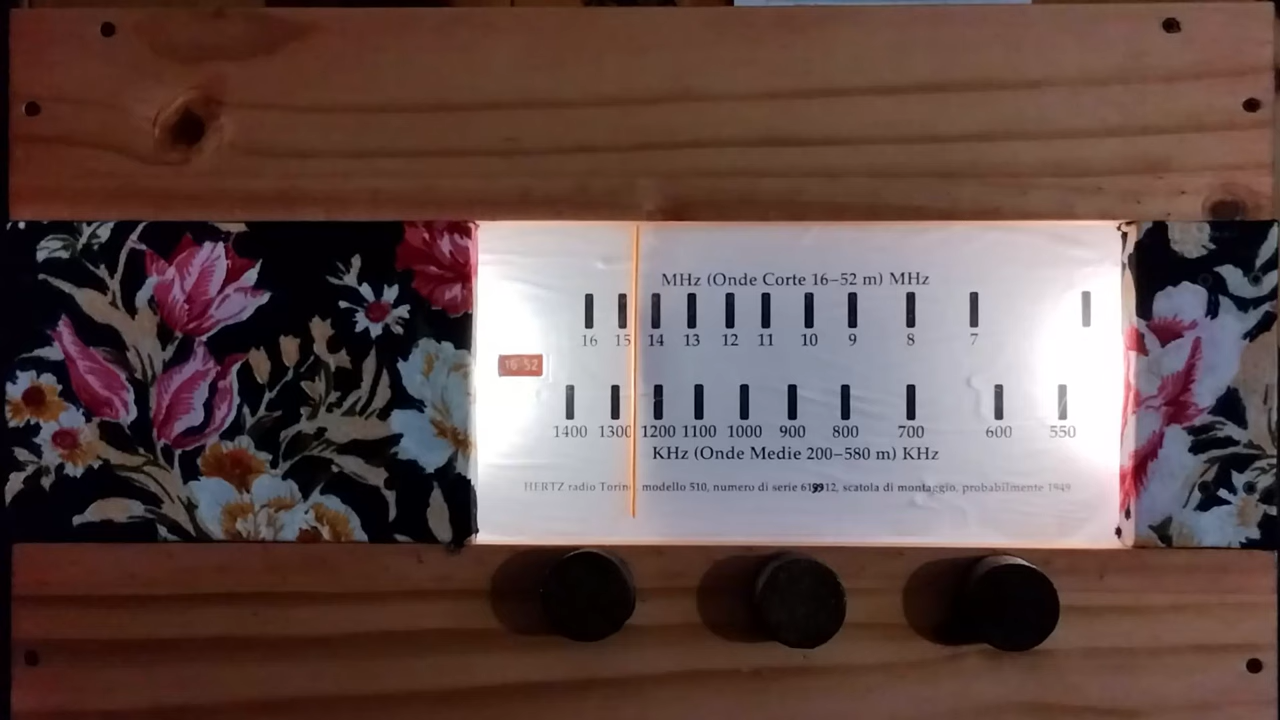 MHz (Onde Corte 16–52 m) MHz
16 15 14 13 12 11 10 9 8 7
16 52
1400 1300 1200 1100 1000 900 800 700 600 550
KHz (Onde Medie 200–580 m) KHz
HERTZ radio Torino modello 510, numero di serie 619912, scatola di montaggio, probabilmente 1949